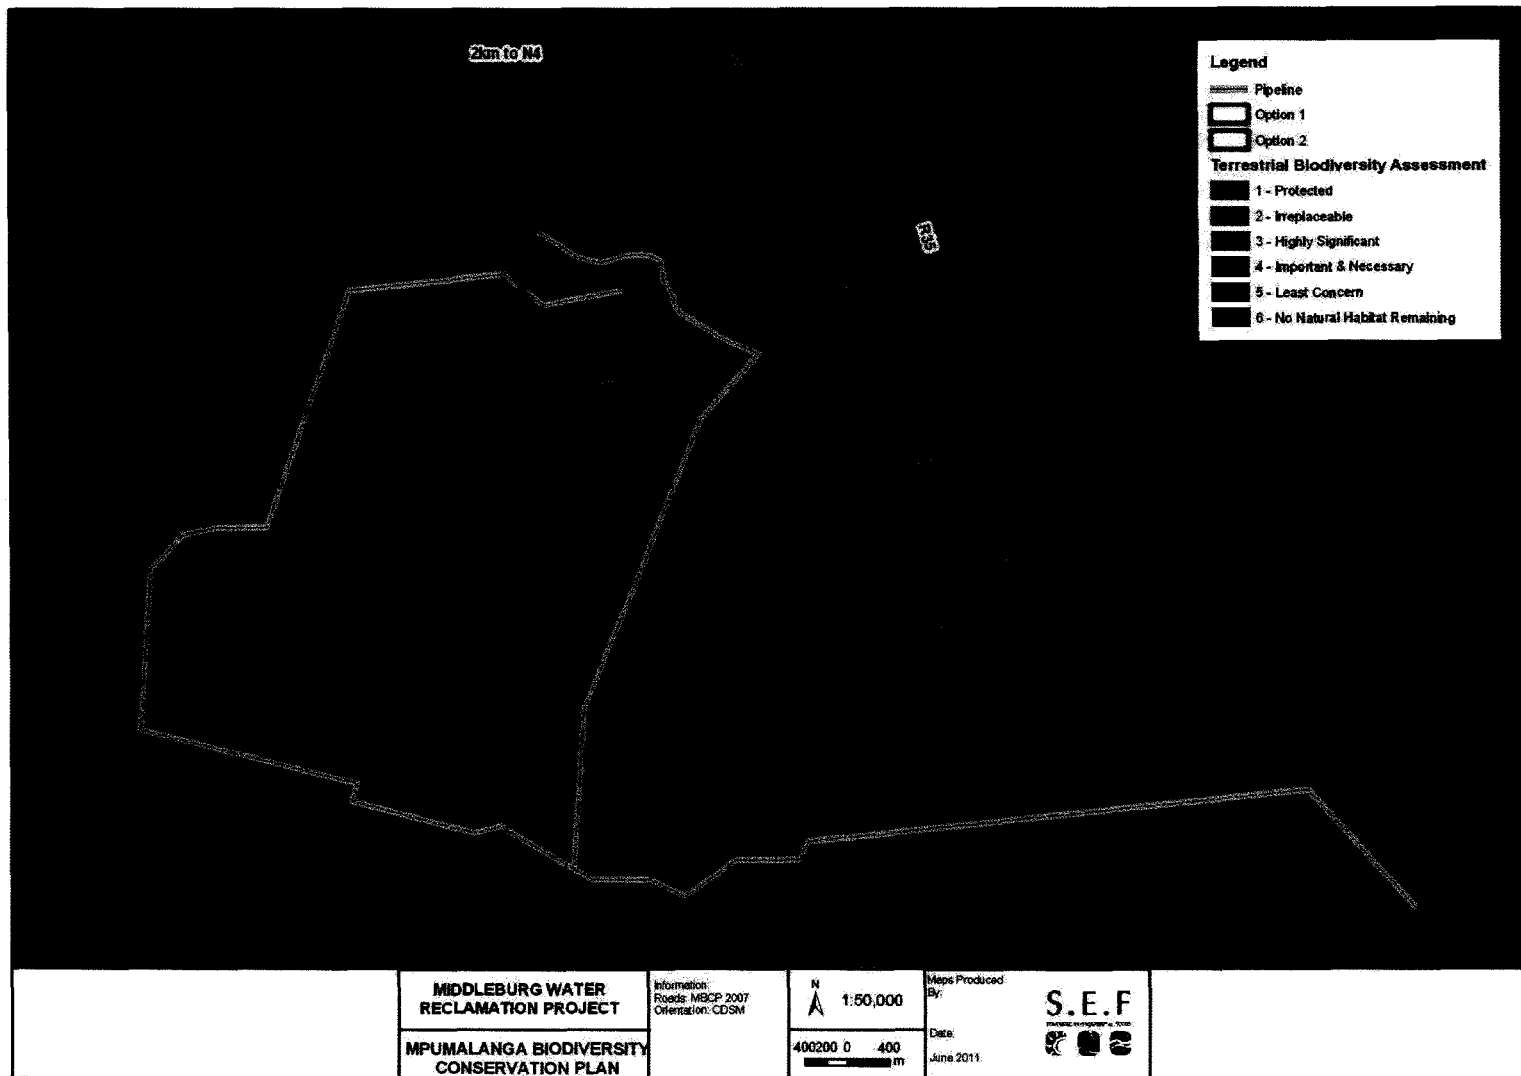 2km to N4
R35
Legend
Pipeline
Option 1
Option 2
Terrestrial Biodiversity Assessment
1 - Protected
2 - Irreplaceable
3 - Highly Significant
4 - Important & Necessary
5 - Least Concern
6 - No Natural Habitat Remaining
MIDDLEBURG WATER
RECLAMATION PROJECT
MPUMALANGA BIODIVERSITY
CONSERVATION PLAN
Information:
Roads: MBCP 2007
Orientation: CDSM
N
1:50,000
400200 0 400
m
Maps Produced
By:
Date:
June 2011
S.E.F